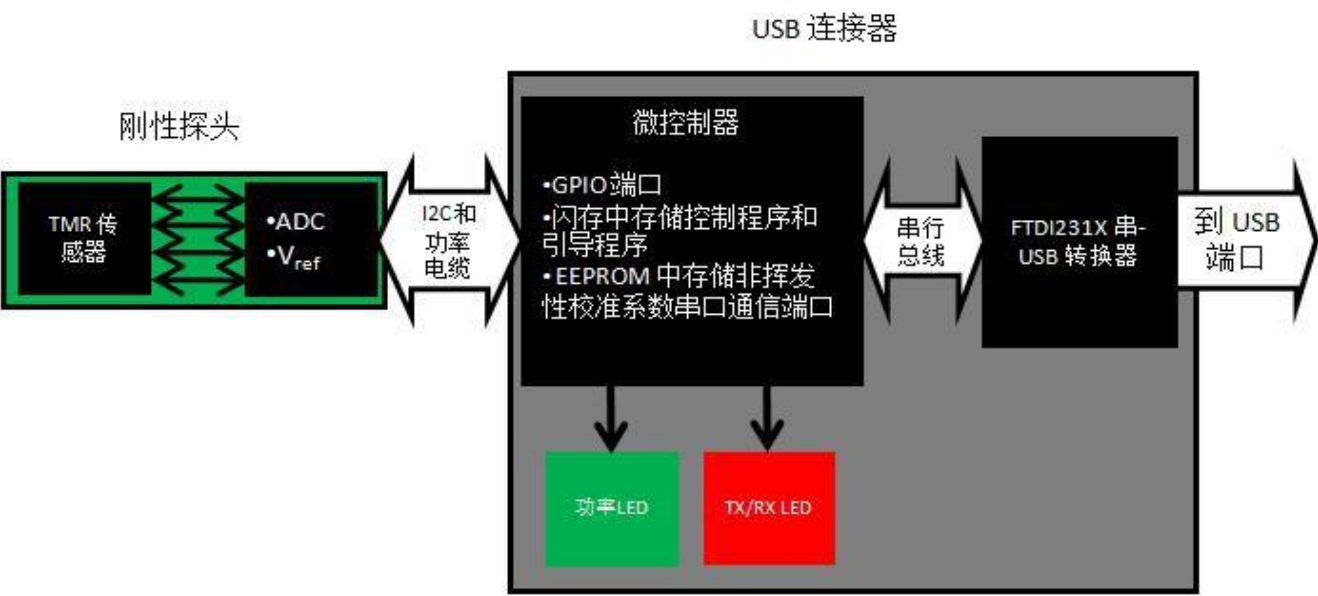 USB 连接器
刚性探头
TMR 传
感器
•ADC
•Vref
I2C和
功率
电缆
微控制器
•GPIO端口
•闪存中存储控制程序和
引导程序
•EEPROM 中存储非挥发
性校准系数串口通信端口
串行
总线
FTDI231X 串-
USB 转换器
到 USB
端口
功率LED
TX/RX LED